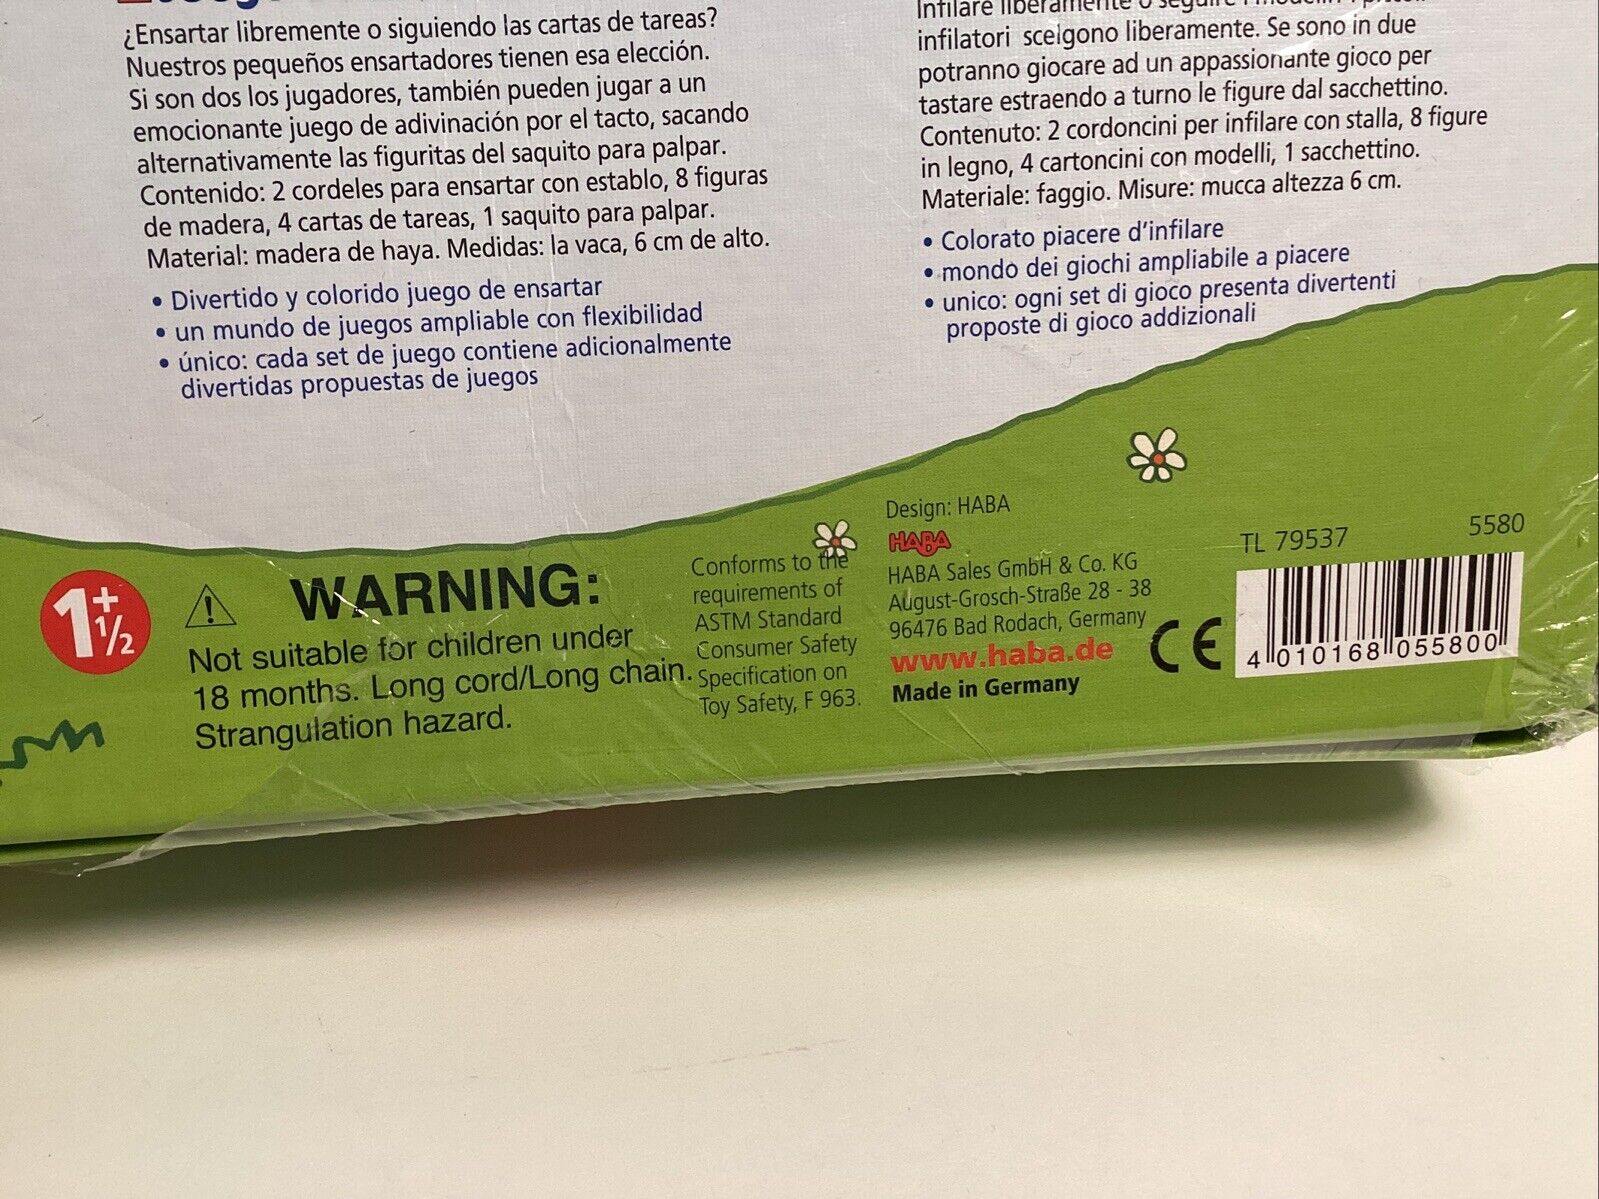 ¿Ensartar libremente o siguiendo las cartas de tareas?
Nuestros pequeños ensartadores tienen esa elección.
Si son dos los jugadores, también pueden jugar a un
emocionante juego de adivinación por el tacto, sacando
alternativamente las figuritas del saquito para palpar.
Contenido: 2 cordeles para ensartar con establo, 8 figuras
de madera, 4 cartas de tareas, 1 saquito para palpar.
Material: madera de haya. Medidas: la vaca, 6 cm de alto.
• Divertido y colorido juego de ensartar
• un mundo de juegos ampliable con flexibilidad
• único: cada set de juego contiene adicionalmente
divertidas propuestas de juegos
Infilare liberamente o seguire i modelli
infilatori scelgono liberamente. Se sono in due
potranno giocare ad un appassionante gioco per
tastare estraendo a turno le figure dal sacchettino.
Contenuto: 2 cordoncini per infilare con stalla, 8 figure
in legno, 4 cartoncini con modelli, 1 sacchettino.
Materiale: faggio. Misure: mucca altezza 6 cm.
• Colorato piacere d'infilare
• mondo dei giochi ampliabile a piacere
• unico: ogni set di gioco presenta divertenti
proposte di gioco addizionali
1+
1/2
WARNING:
Not suitable for children under
18 months. Long cord/Long chain.
Strangulation hazard.
Conforms to the
requirements of
ASTM Standard
Consumer Safety
Specification on
Toy Safety, F 963.
Design: HABA
HABA
HABA Sales GmbH & Co. KG
August-Grosch-Straße 28 - 38
96476 Bad Rodach, Germany
www.haba.de
Made in Germany
CE
TL 79537 5580
4 010168 055800